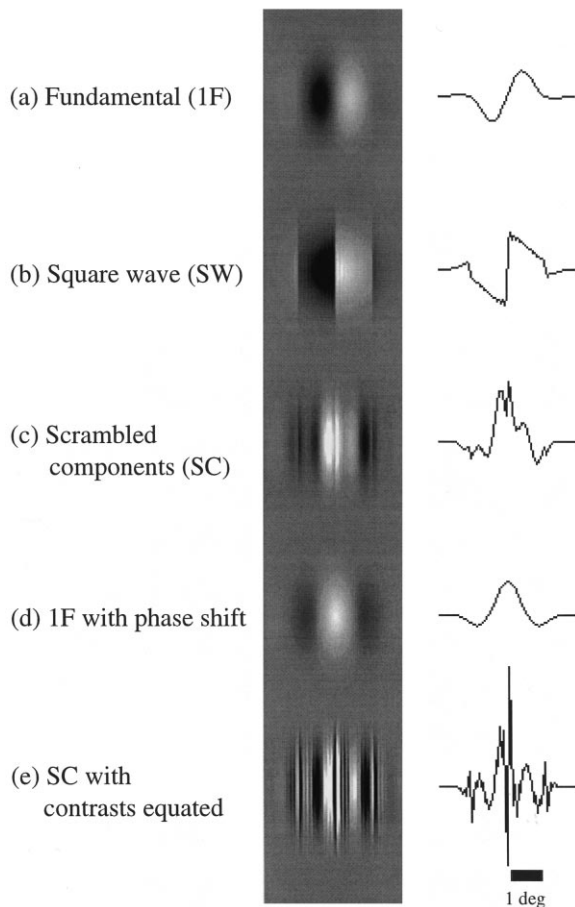 (a) Fundamental (1F)
(b) Square wave (SW)
(c) Scrambled
components (SC)
(d) 1F with phase shift
(e) SC with
contrasts equated
1 deg